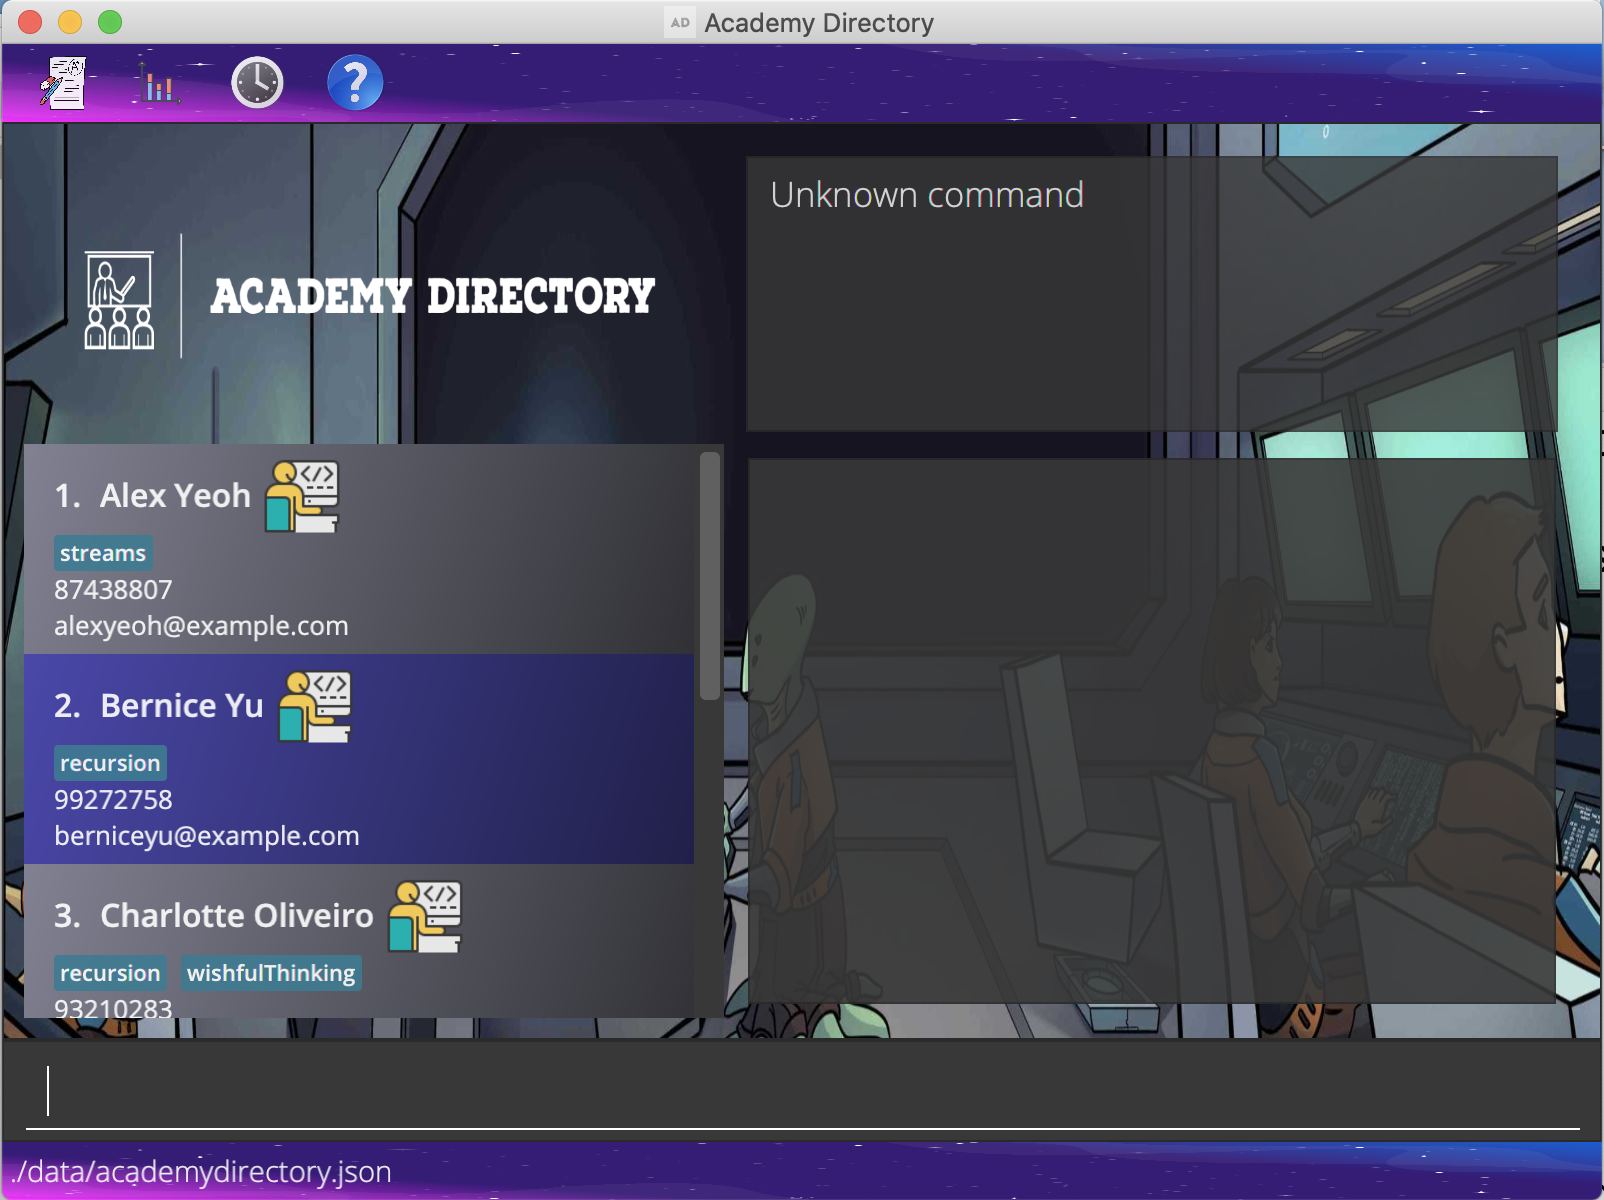 AD Academy Directory
Unknown command
ACADEMY DIRECTORY
1. Alex Yeoh
streams
87438807
alexyeoh@example.com
2. Bernice Yu
recursion
99272758
berniceyu@example.com
3. Charlotte Oliveiro
recursion wishfulThinking
93210283
./data/academydirectory.json